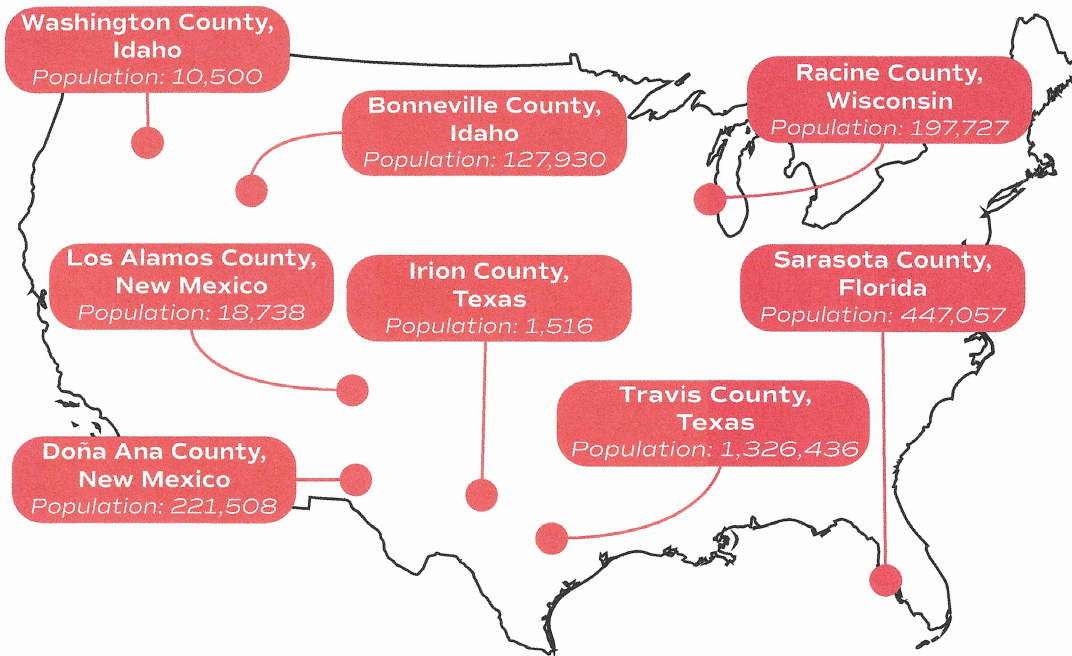 Washington County,
Idaho
Population: 10,500
Bonneville County,
Idaho
Population: 127,930
Racine County,
Wisconsin
Population: 197,727
Los Alamos County,
New Mexico
Population: 18,738
Irion County,
Texas
Population: 1,516
Sarasota County,
Florida
Population: 447,057
Travis County,
Texas
Population: 1,326,436
Doña Ana County,
New Mexico
Population: 221,508